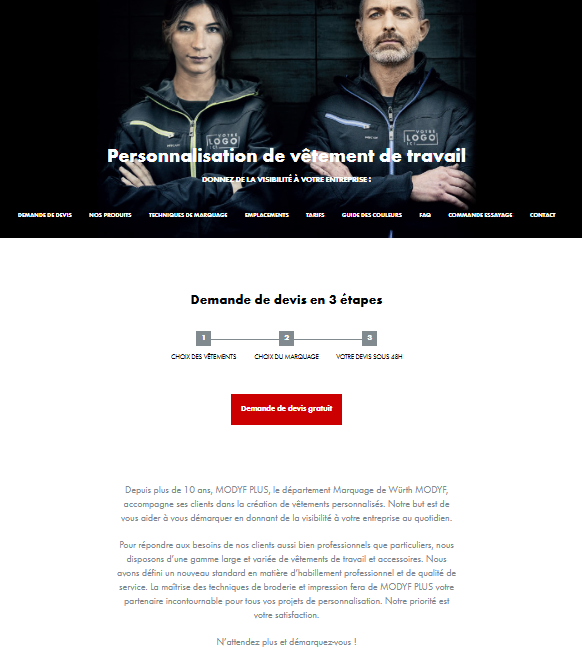 VOTRE
LOGO
ICI
VOTRE
LOGO
ICI
Personnalisation de vêtement de travail
DONNEZ DE LA VISIBILITÉ À VOTRE ENTREPRISE !
DEMANDE DE DEVIS NOS PRODUITS TECHNIQUES DE MARQUAGE EMPLACEMENTS TARIFS GUIDE DES COULEURS FAQ COMMANDE ESSAYAGE CONTACT
Demande de devis en 3 étapes
1 2 3
CHOIX DES VÊTEMENTS CHOIX DU MARQUAGE VOTRE DEVIS SOUS 48H
Demande de devis gratuit
Depuis plus de 10 ans, MODYF PLUS, le département Marquage de Würth MODYF,
accompagne ses clients dans la création de vêtements personnalisés. Notre but est de
vous aider à vous démarquer en donnant de la visibilité à votre entreprise au quotidien.
Pour répondre aux besoins de nos clients aussi bien professionnels que particuliers, nous
disposons d’une gamme large et variée de vêtements de travail et accessoires. Nous
avons défini un nouveau standard en matière d’habillement professionnel et de qualité de
service. La maîtrise des techniques de broderie et impression fera de MODYF PLUS votre
partenaire incontournable pour tous vos projets de personnalisation. Notre priorité est
votre satisfaction.
N’attendez plus et démarquez-vous !